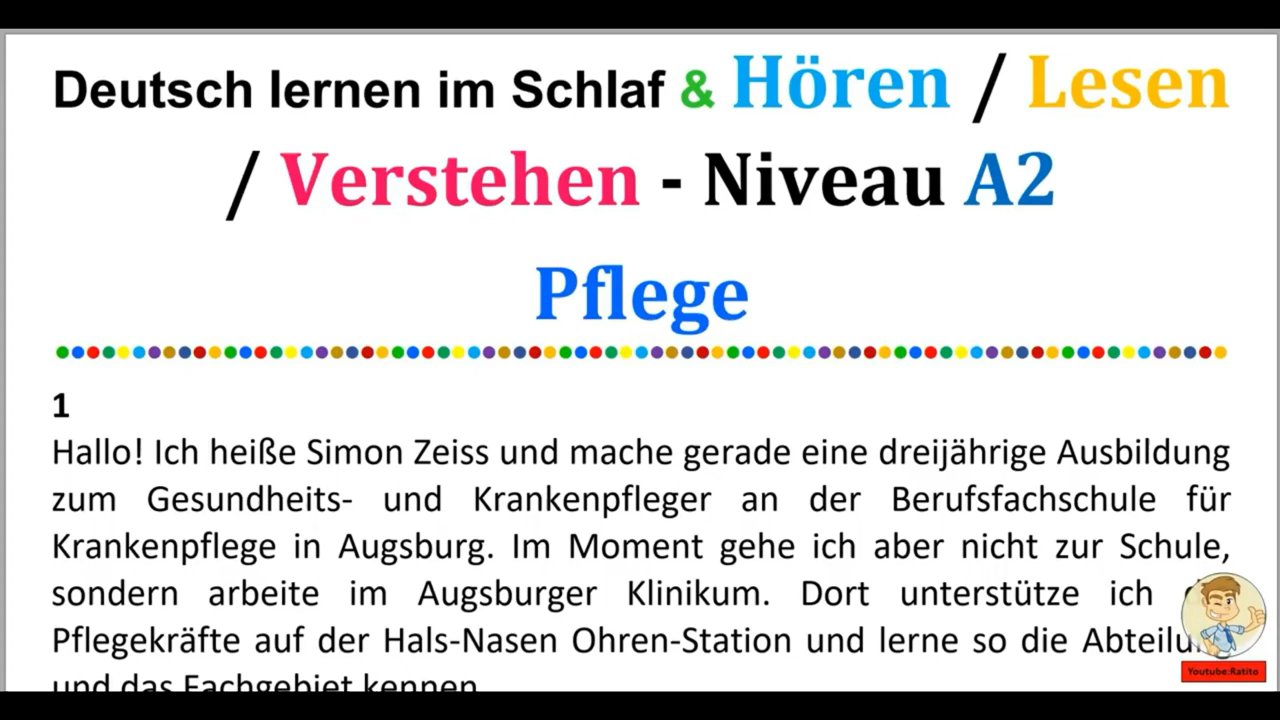 Deutsch lernen im Schlaf & Hören / Lesen
/ Verstehen - Niveau A2
Pflege
1
Hallo! Ich heiße Simon Zeiss und mache gerade eine dreijährige Ausbildung
zum Gesundheits- und Krankenpfleger an der Berufsfachschule für
Krankenpflege in Augsburg. Im Moment gehe ich aber nicht zur Schule,
sondern arbeite im Augsburger Klinikum. Dort unterstütze ich
Pflegekräfte auf der Hals-Nasen Ohren-Station und lerne so die
und das Fachgebiet kennen
Youtube:Ratito